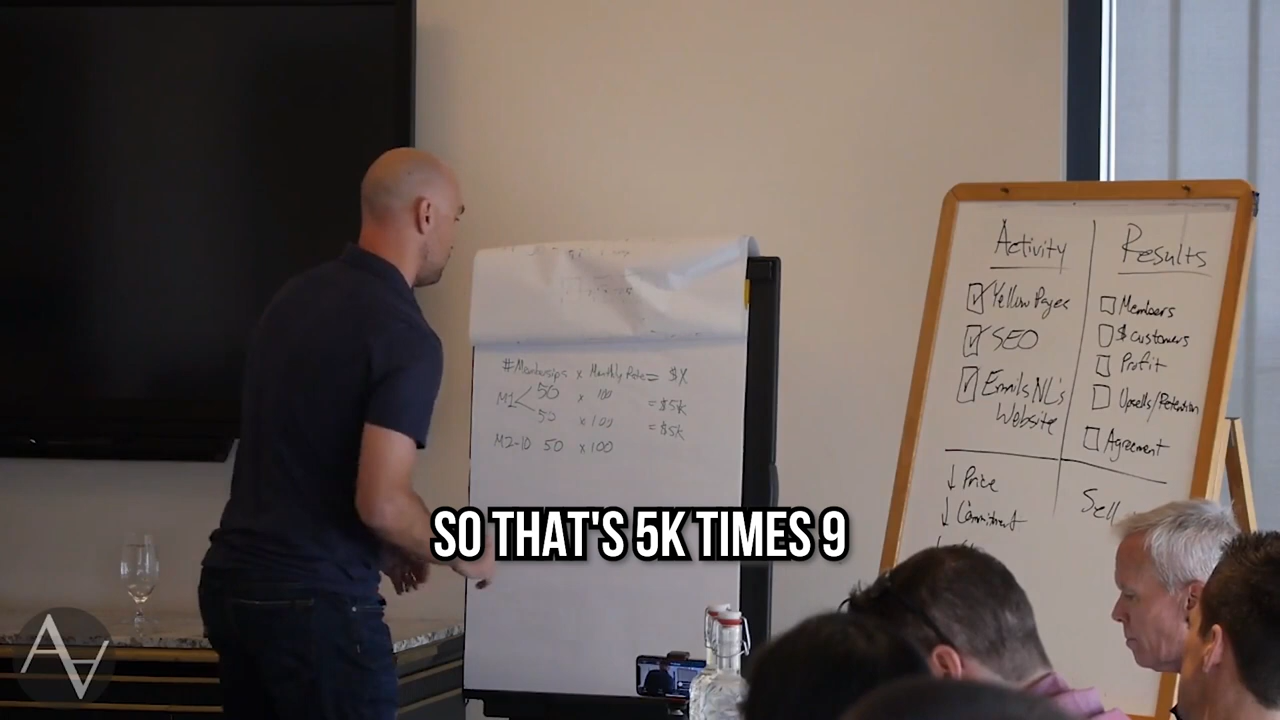 #Memberships x Monthly Rate = $X
M1 50 x 100 = $5k
50 x 100 = $5k
M2-10 50 x 100
Activity
☑ Yellow Pages
☑ SEO
☑ Emails NL's
Website
↓ Price
↓ Commitment
Results
☐ Members
☐ $ customers
☐ Profit
☐ Upsells/Retention
☐ Agreement
Sell
SO THAT'S 5K TIMES 9
AA